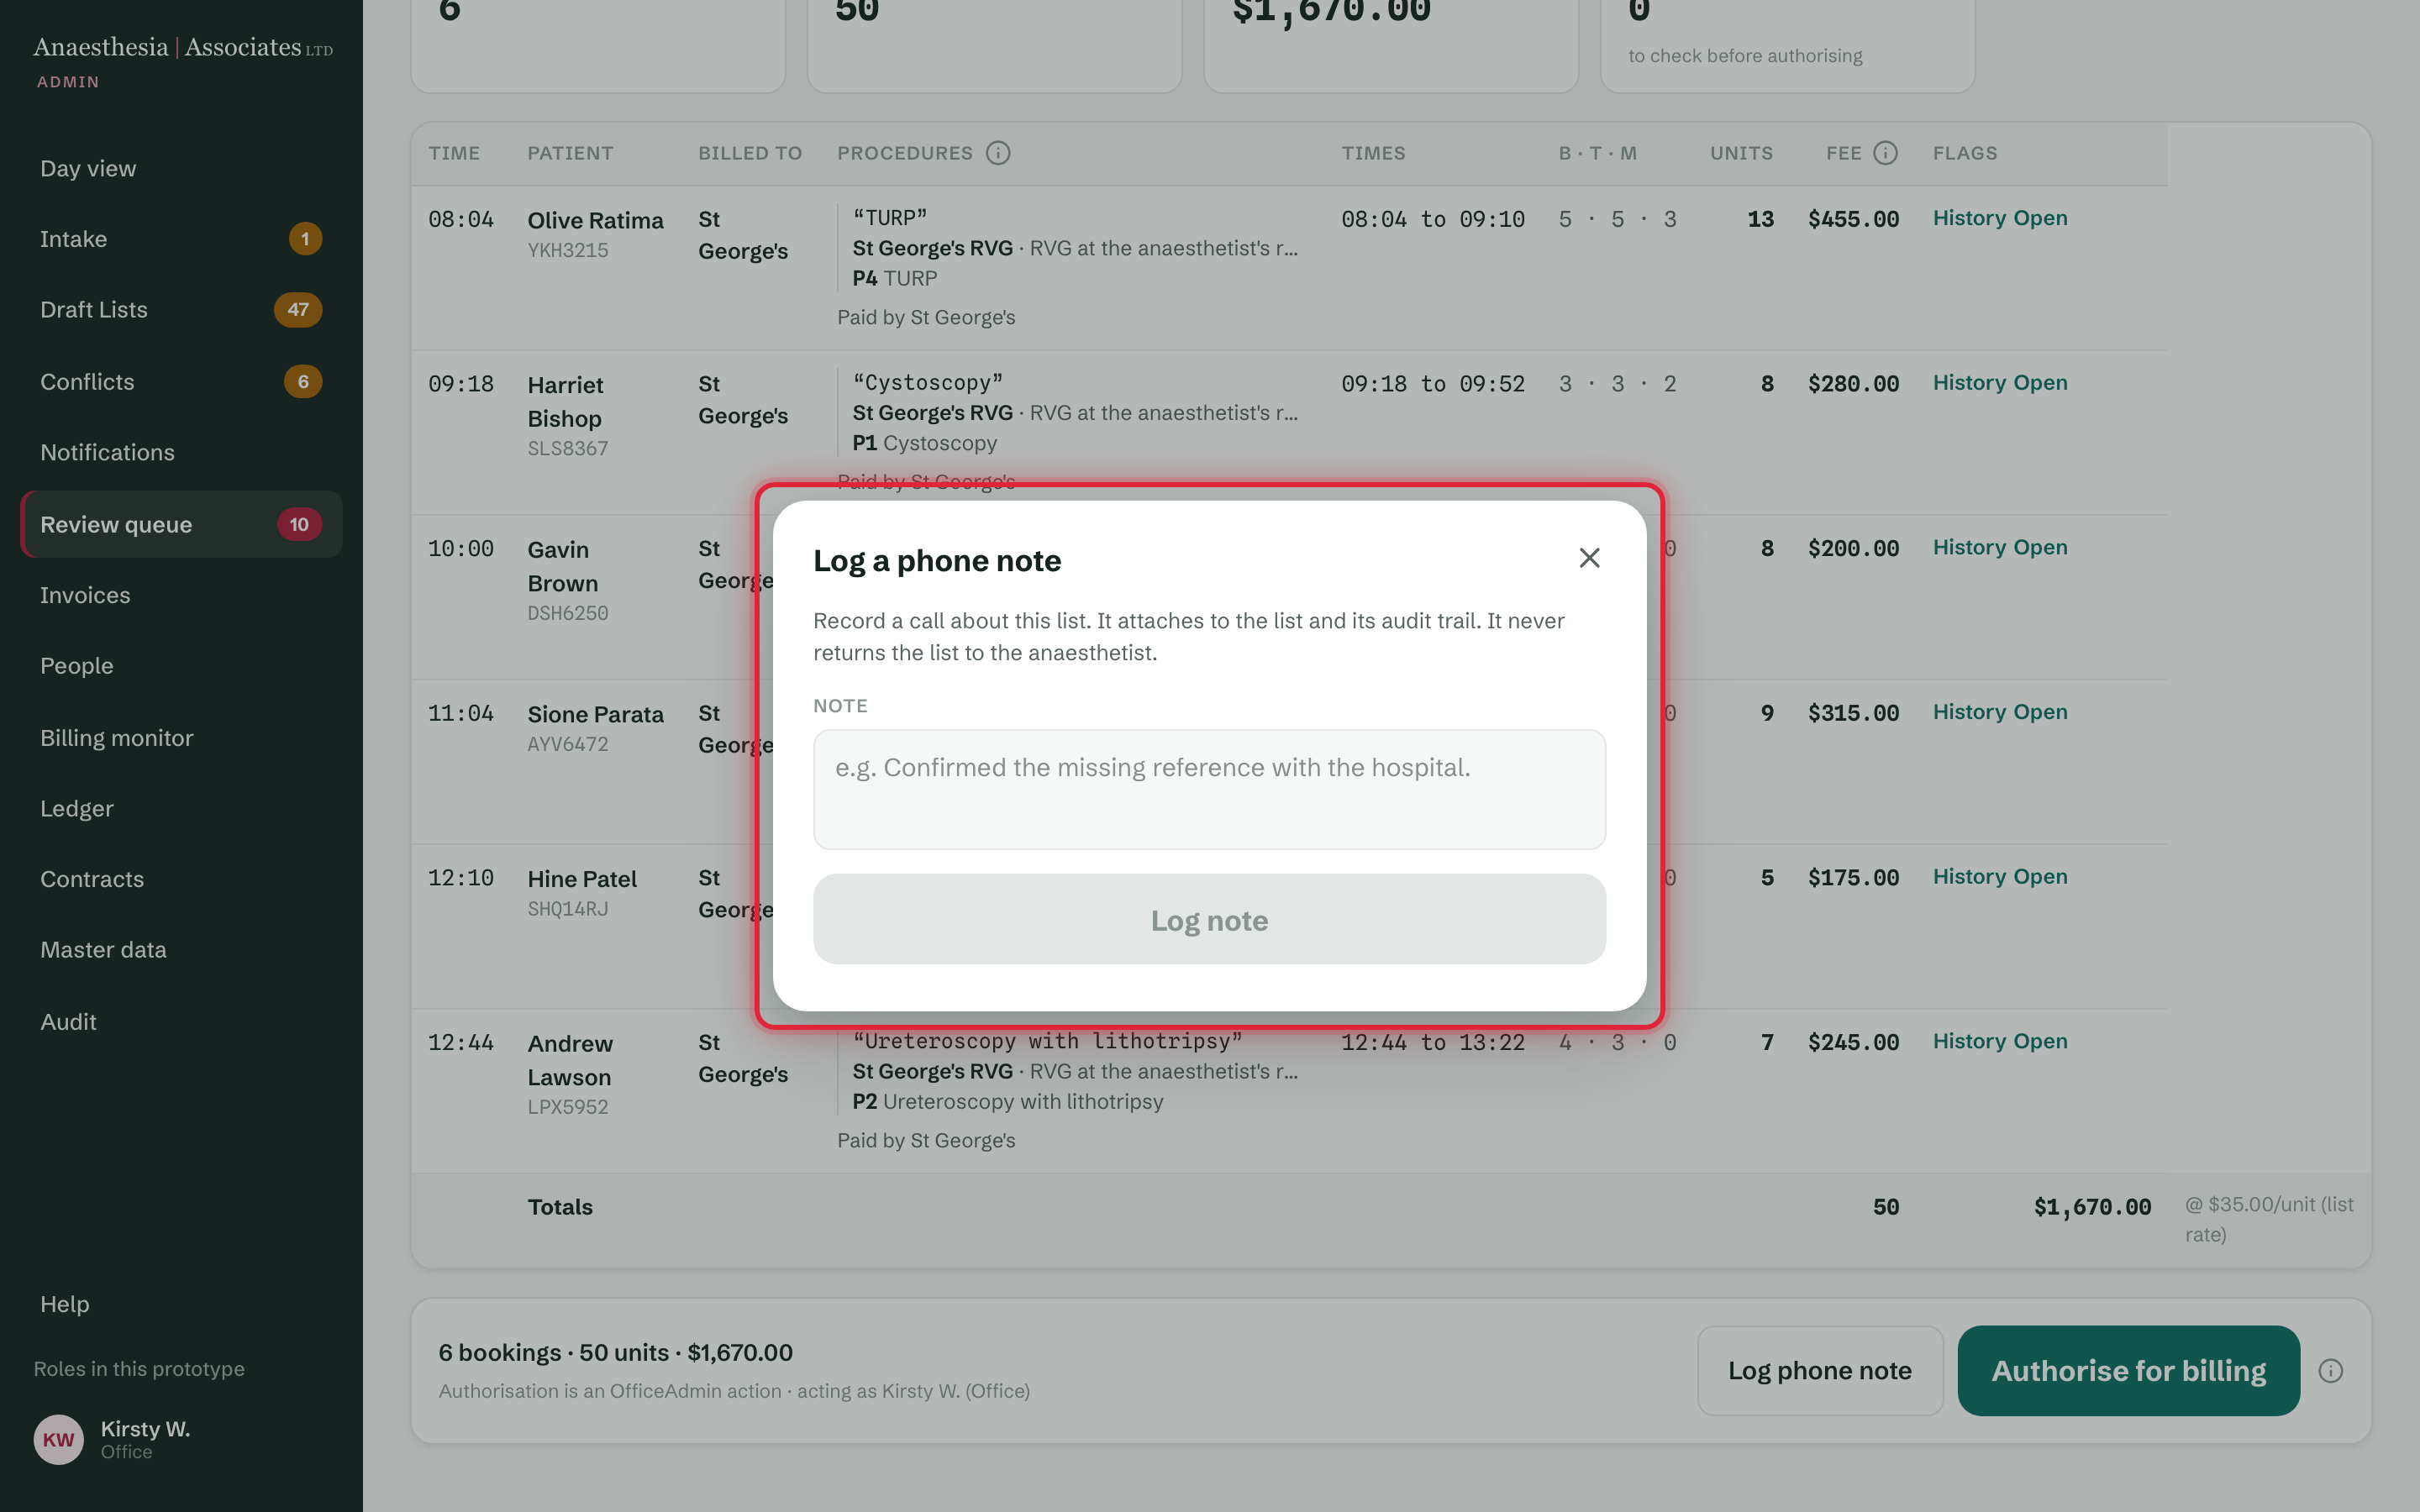 Anaesthesia | Associates LTD
ADMIN
Day view
Intake 1
Draft Lists 47
Conflicts 6
Notifications
Review queue 10
Invoices
People
Billing monitor
Ledger
Contracts
Master data
Audit
Help
Roles in this prototype
KW Kirsty W.
Office
6 50 $1,670.00 0
to check before authorising
TIME PATIENT BILLED TO PROCEDURES TIMES B · T · M UNITS FEE FLAGS
08:04 Olive Ratima St “TURP” 08:04 to 09:10 5 · 5 · 3 13 $455.00 History Open
YKH3215 George's St George's RVG · RVG at the anaesthetist's r...
P4 TURP
Paid by St George's
09:18 Harriet St “Cystoscopy” 09:18 to 09:52 3 · 3 · 2 8 $280.00 History Open
Bishop George's St George's RVG · RVG at the anaesthetist's r...
SLS8367 P1 Cystoscopy
Paid by St George's
10:00 Gavin St 0 8 $200.00 History Open
Brown George
DSH6250
11:04 Sione Parata St 0 9 $315.00 History Open
AYV6472 George
12:10 Hine Patel St 0 5 $175.00 History Open
SHQ14RJ George
Log a phone note
Record a call about this list. It attaches to the list and its audit trail. It never
returns the list to the anaesthetist.
NOTE
e.g. Confirmed the missing reference with the hospital.
Log note
12:44 Andrew St “Ureteroscopy with lithotripsy” 12:44 to 13:22 4 · 3 · 0 7 $245.00 History Open
Lawson George's St George's RVG · RVG at the anaesthetist's r...
LPX5952 P2 Ureteroscopy with lithotripsy
Paid by St George's
Totals 50 $1,670.00 @ $35.00/unit (list
rate)
6 bookings · 50 units · $1,670.00
Authorisation is an OfficeAdmin action · acting as Kirsty W. (Office)
Log phone note
Authorise for billing